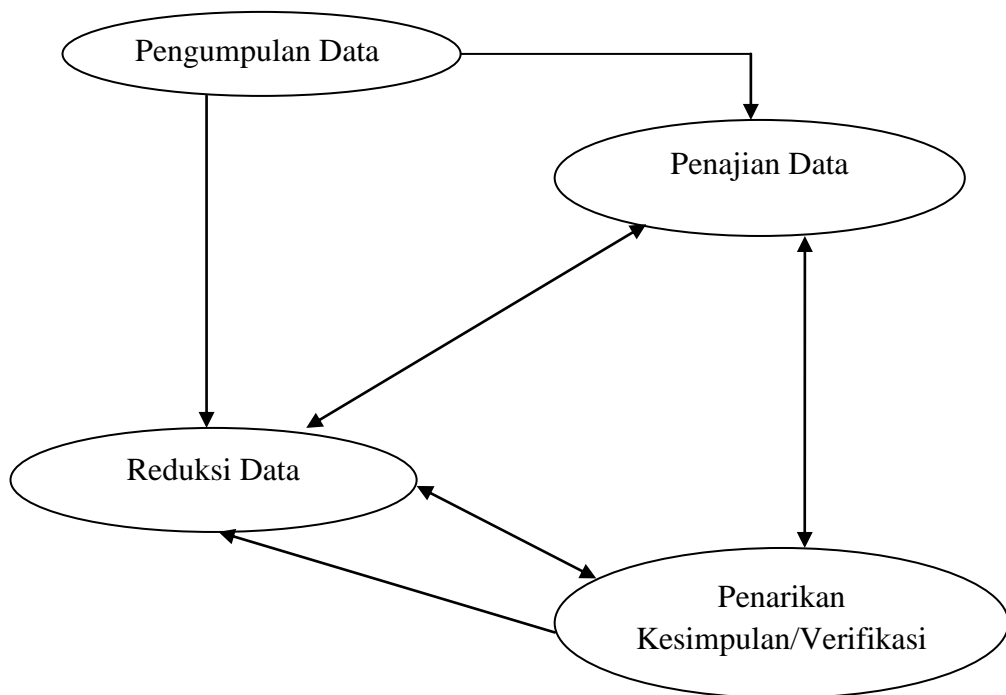 Pengumpulan Data
Penajian Data
Reduksi Data
Penarikan
Kesimpulan/Verifikasi